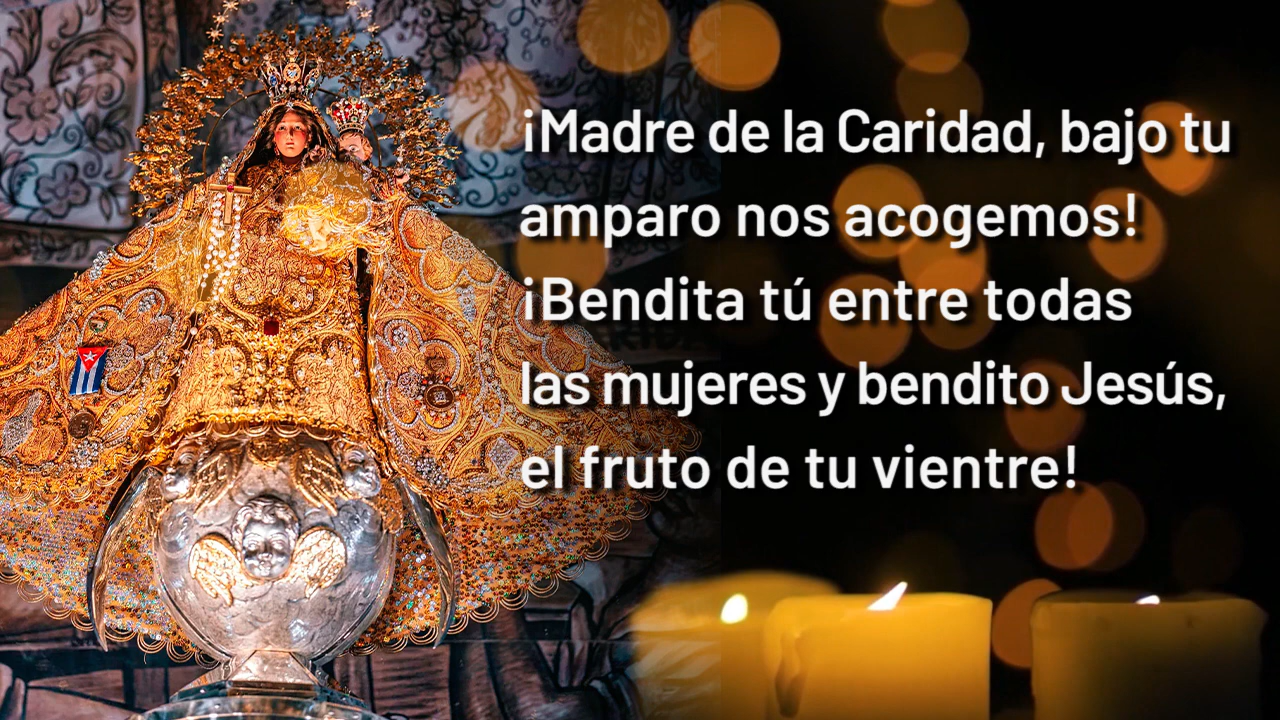 ¡Madre de la Caridad, bajo tu
amparo nos acogemos!
¡Bendita tú entre todas
las mujeres y bendito Jesús,
el fruto de tu vientre!